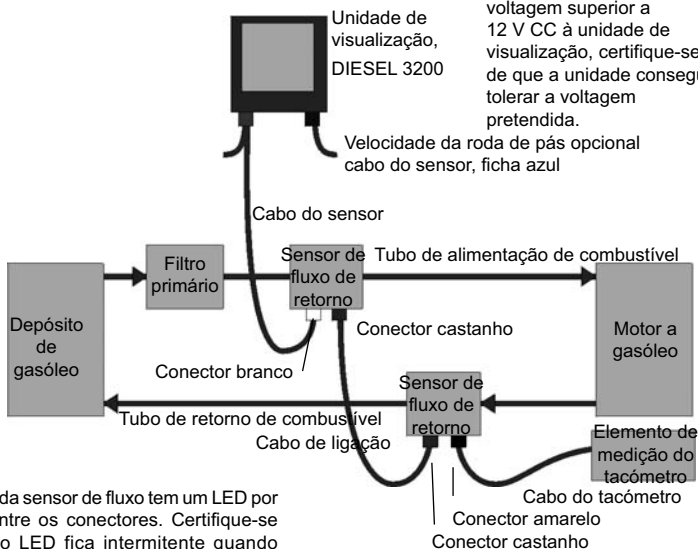 voltagem superior a
12 V CC à unidade de
visualização, certifique-se
de que a unidade
tolerar a voltagem
pretendida.
Unidade de
visualização,
DIESEL 3200
Velocidade da roda de pás opcional
cabo do sensor, ficha azul
Cabo do sensor
Filtro
primário
Sensor de
fluxo de
retorno
Tubo de alimentação de combustível
Depósito
de
gasóleo
Conector castanho
Motor a
gasóleo
Conector branco
Sensor de
fluxo de
retorno
Tubo de retorno de combustível
Cabo de ligação
Elemento de
medição do
tacómetro
Cabo do tacómetro
Conector amarelo
Conector castanho
sensor de fluxo tem um LED por
os conectores. Certifique-se
o LED fica intermitente quando